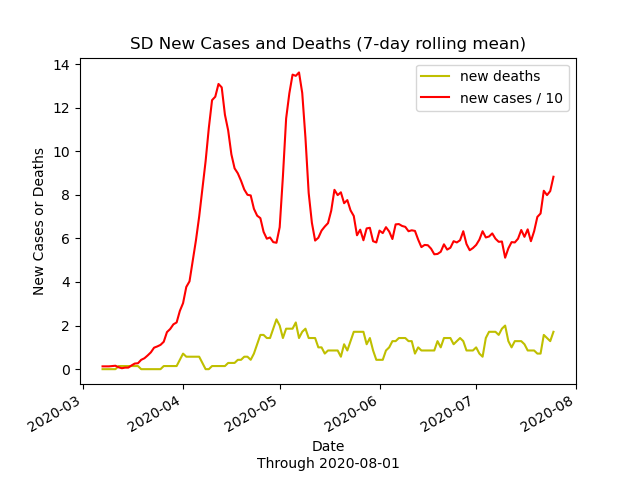 SD New Cases and Deaths (7-day rolling mean)
new deaths
new cases / 10
New Cases or Deaths
14
12
10
8
6
4
2
0
2020-03
2020-04
2020-05
2020-06
2020-07
2020-08
Date
Through 2020-08-01